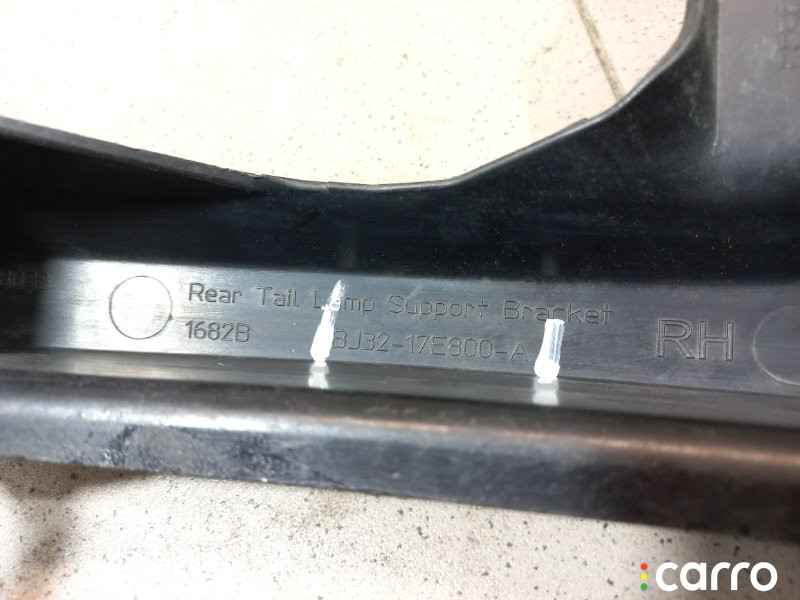 Rear Tail Lamp Support Bracket
1682B BJ32-17E800-A
RH
carro